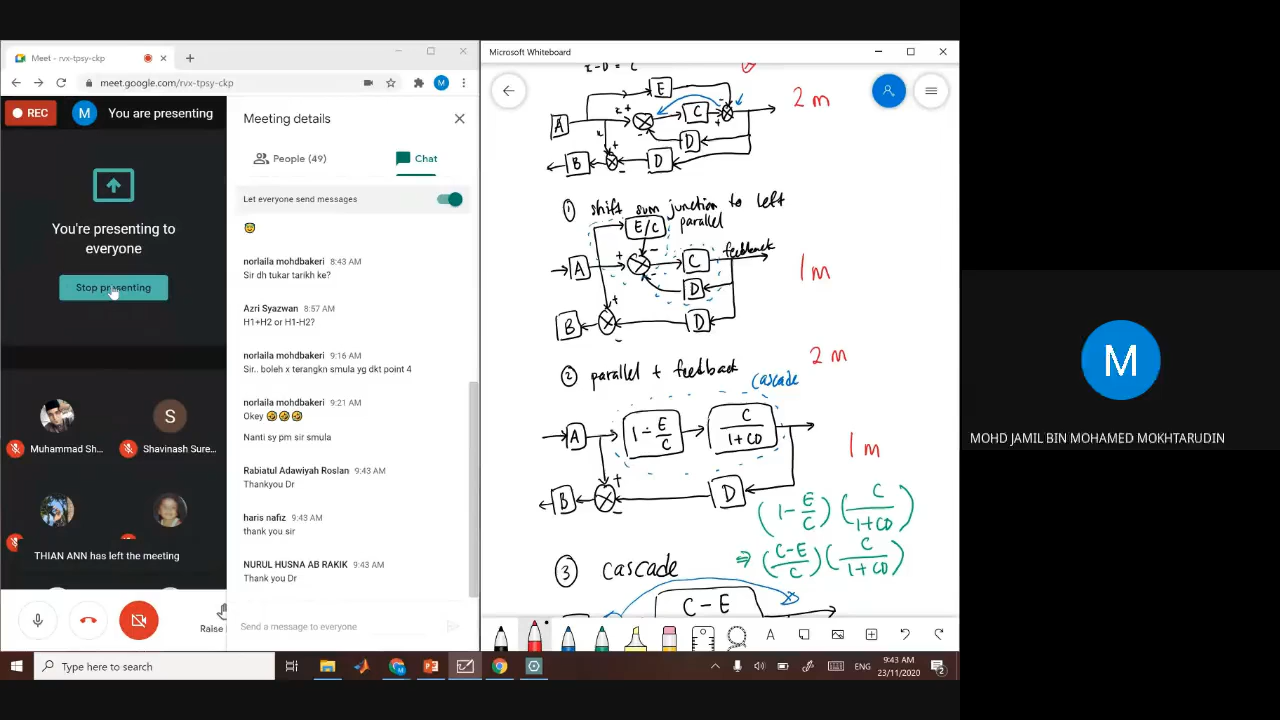 Meet - rvx-tpsy-ckp
meet.google.com/rvx-tpsy-ckp
M
REC
M
You are presenting
You're presenting to
everyone
Stop presenting
Muhammad Sh...
S
Shavinash Sure...
THIAN ANN has left the meeting
Raise
Meeting details
People (49)
Chat
Let everyone send messages
norlaila mohdbakeri 8:43 AM
Sir dh tukar tarikh ke?
Azri Syazwan 8:57 AM
H1+H2 or H1-H2?
norlaila mohdbakeri 9:16 AM
Sir.. boleh x terangkn smula yg dkt point 4
norlaila mohdbakeri 9:21 AM
Okey 🤣🤣🤣
Nanti sy pm sir smula
Rabiatul Adawiyah Roslan 9:43 AM
Thankyou Dr
haris nafiz 9:43 AM
thank you sir
NURUL HUSNA AB RAKIK 9:43 AM
Thank you Dr
Send a message to everyone
Microsoft Whiteboard
E
2 m
x +
A
C
- 
+
D
x
+
B
D
-
① shift sum junction to left
parallel
E/C
-
feedback
+
A
C
1 m
-
D
+
B
D
-
② parallel + feedback
2 m
cascade
A
1 - E/C
C/1+CD
1 m
+
B
D
-
(1 - E/C) (C/1+CD)
⇒ (C-E/C) (C/1+CD)
③ cascade
C - E
A
Type here to search
ENG
9:43 AM
23/11/2020
2
M
MOHD JAMIL BIN MOHAMED MOKHTARUDIN